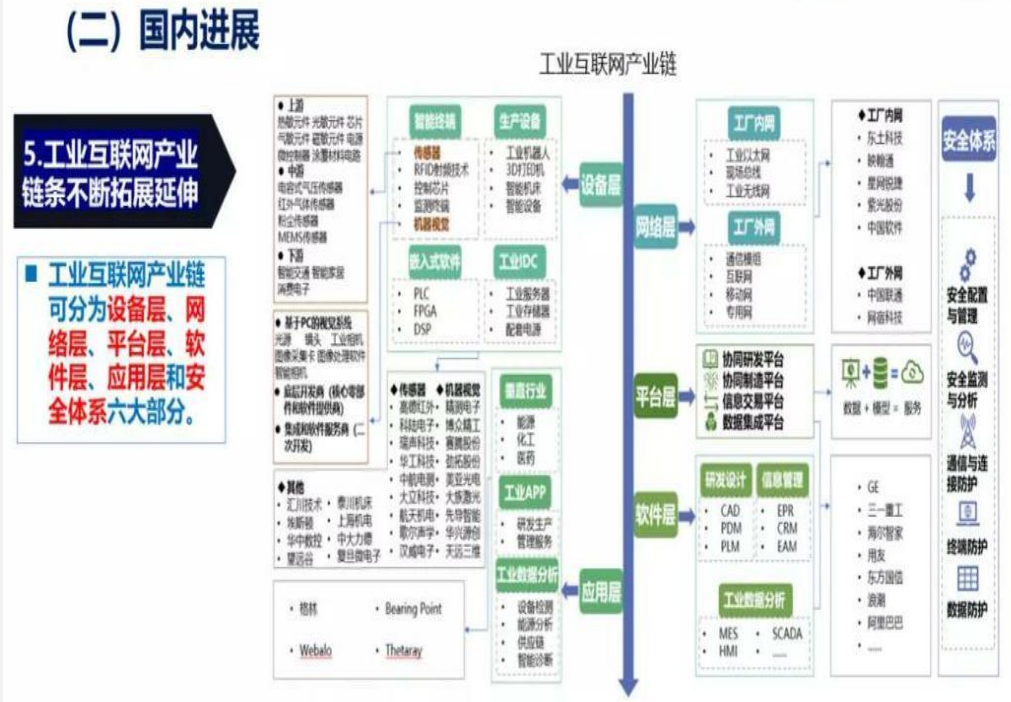 （二）国内进展
5.工业互联网产业
链条不断拓展延伸
■ 工业互联网产业链
可分为设备层、网
络层、平台层、软
件层、应用层和安
全体系六大部分。
工业互联网产业链
● 上游
热敏元件 光敏元件 芯片
气敏元件 磁敏元件 电源
微控制器 涂覆材料电路
● 中游
电容式气压传感器
红外气体传感器
粉尘传感器
MEMS传感器
● 下游
智能交通 智能家居
消费电子
● 基于PC的视觉系统
光源 镜头 工业相机
图像采集卡 图像处理软件
智能相机
● 底层开发商（核心零部
件和软件提供商）
● 集成和软件服务商（二
次开发）
智能终端
• 传感器
• RFID射频技术
• 控制芯片
• 监测终端
• 机器视觉
生产设备
• 工业机器人
• 3D打印机
• 智能机床
• 智能设备
嵌入式软件
• PLC
• FPGA
• DSP
工业IDC
• 工业服务器
• 工业存储器
• 配套电源
设备层
◆传感器
• 高德红外
• 科陆电子
• 瑞声科技
• 华工科技
• 中航电测
• 大立科技
• 航天机电
• 歌尔声学
• 汉威电子
◆机器视觉
• 精测电子
• 博众精工
• 赛腾股份
• 劲拓股份
• 美亚光电
• 大族激光
• 先导智能
• 华兴源创
• 天远三维
◆其他
• 汇川技术
• 埃斯顿
• 华中数控
• 望远谷
• 泰川机床
• 上海机电
• 中大力德
• 复旦微电子
垂直行业
• 能源
• 化工
• 医药
工业APP
• 研发生产
• 管理服务
工业数据分析
• 设备检测
• 能源分析
• 供应链
• 智能诊断
应用层
• 格林
• Bearing Point
• Webalo
• Thetaray
网络层
工厂内网
• 工业以太网
• 现场总线
• 工业无线网
工厂外网
• 通信模组
• 互联网
• 移动网
• 专用网
◆工厂内网
• 东土科技
• 映翰通
• 星网锐捷
• 紫光股份
• 中国软件
◆工厂外网
• 中国联通
• 网宿科技
平台层
协同研发平台
协同制造平台
信息交易平台
数据集成平台
数据 + 模型 = 服务
软件层
研发设计
• CAD
• PDM
• PLM
信息管理
• EPR
• CRM
• EAM
工业数据分析
• MES
• HMI
• SCADA
• ......
• GE
• 三一重工
• 海尔智家
• 用友
• 东方国信
• 浪潮
• 阿里巴巴
• ......
安全体系
安全配置
与管理
安全监测
与分析
通信与连
接防护
终端防护
数据防护